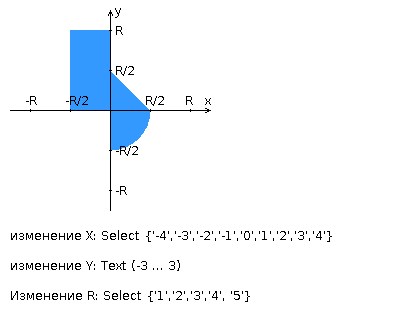 y
R
R/2
-R
-R/2
R/2
R
x
-R/2
-R
изменение X: Select {'-4','-3','-2','-1','0','1','2','3','4'}
изменение Y: Text (-3 ... 3)
Изменение R: Select {'1','2','3','4', '5'}